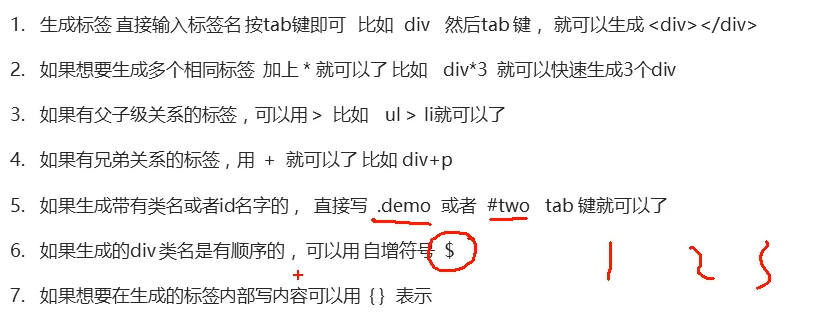 1. 生成标签 直接输入标签名 按tab键即可 比如 div 然后tab 键， 就可以生成 <div></div>
2. 如果想要生成多个相同标签 加上 * 就可以了 比如 div*3 就可以快速生成3个div
3. 如果有父子级关系的标签，可以用 > 比如 ul > li就可以了
4. 如果有兄弟关系的标签，用 + 就可以了 比如 div+p
5. 如果生成带有类名或者id名字的， 直接写 .demo 或者 #two tab 键就可以了
6. 如果生成的div 类名是有顺序的， 可以用 自增符号 $ 1 2 3
7. 如果想要在生成的标签内部写内容可以用 { } 表示